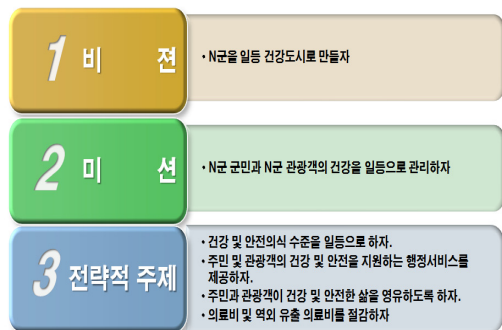 1 비 젼
• N군을 일등 건강도시로 만들자
2 미 션
• N군 군민과 N군 관광객의 건강을 일등으로 관리하자
3 전략적 주제
• 건강 및 안전의식 수준을 일등으로 하자.
• 주민 및 관광객의 건강 및 안전을 지원하는 행정서비스를
제공하자.
• 주민과 관광객이 건강 및 안전한 삶을 영유하도록 하자.
• 의료비 및 역외 유출 의료비를 절감하자